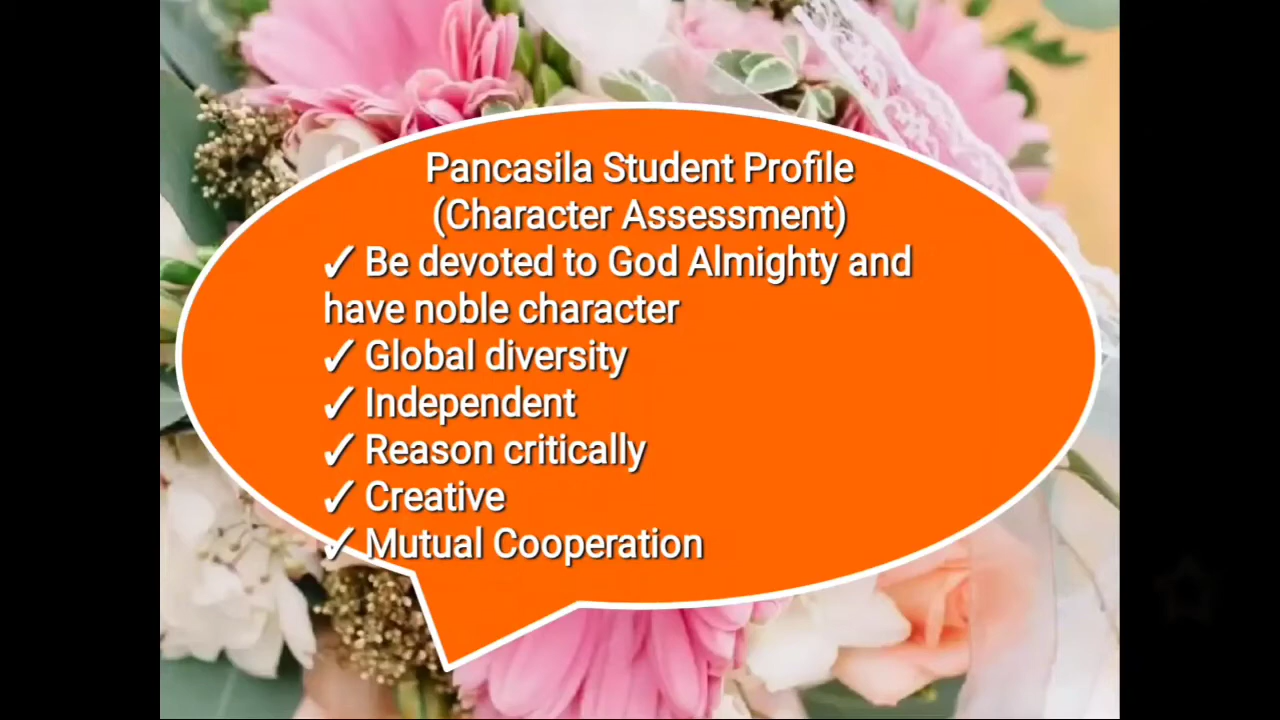 Pancasila Student Profile
(Character Assessment)
✓ Be devoted to God Almighty and
have noble character
✓ Global diversity
✓ Independent
✓ Reason critically
✓ Creative
✓ Mutual Cooperation